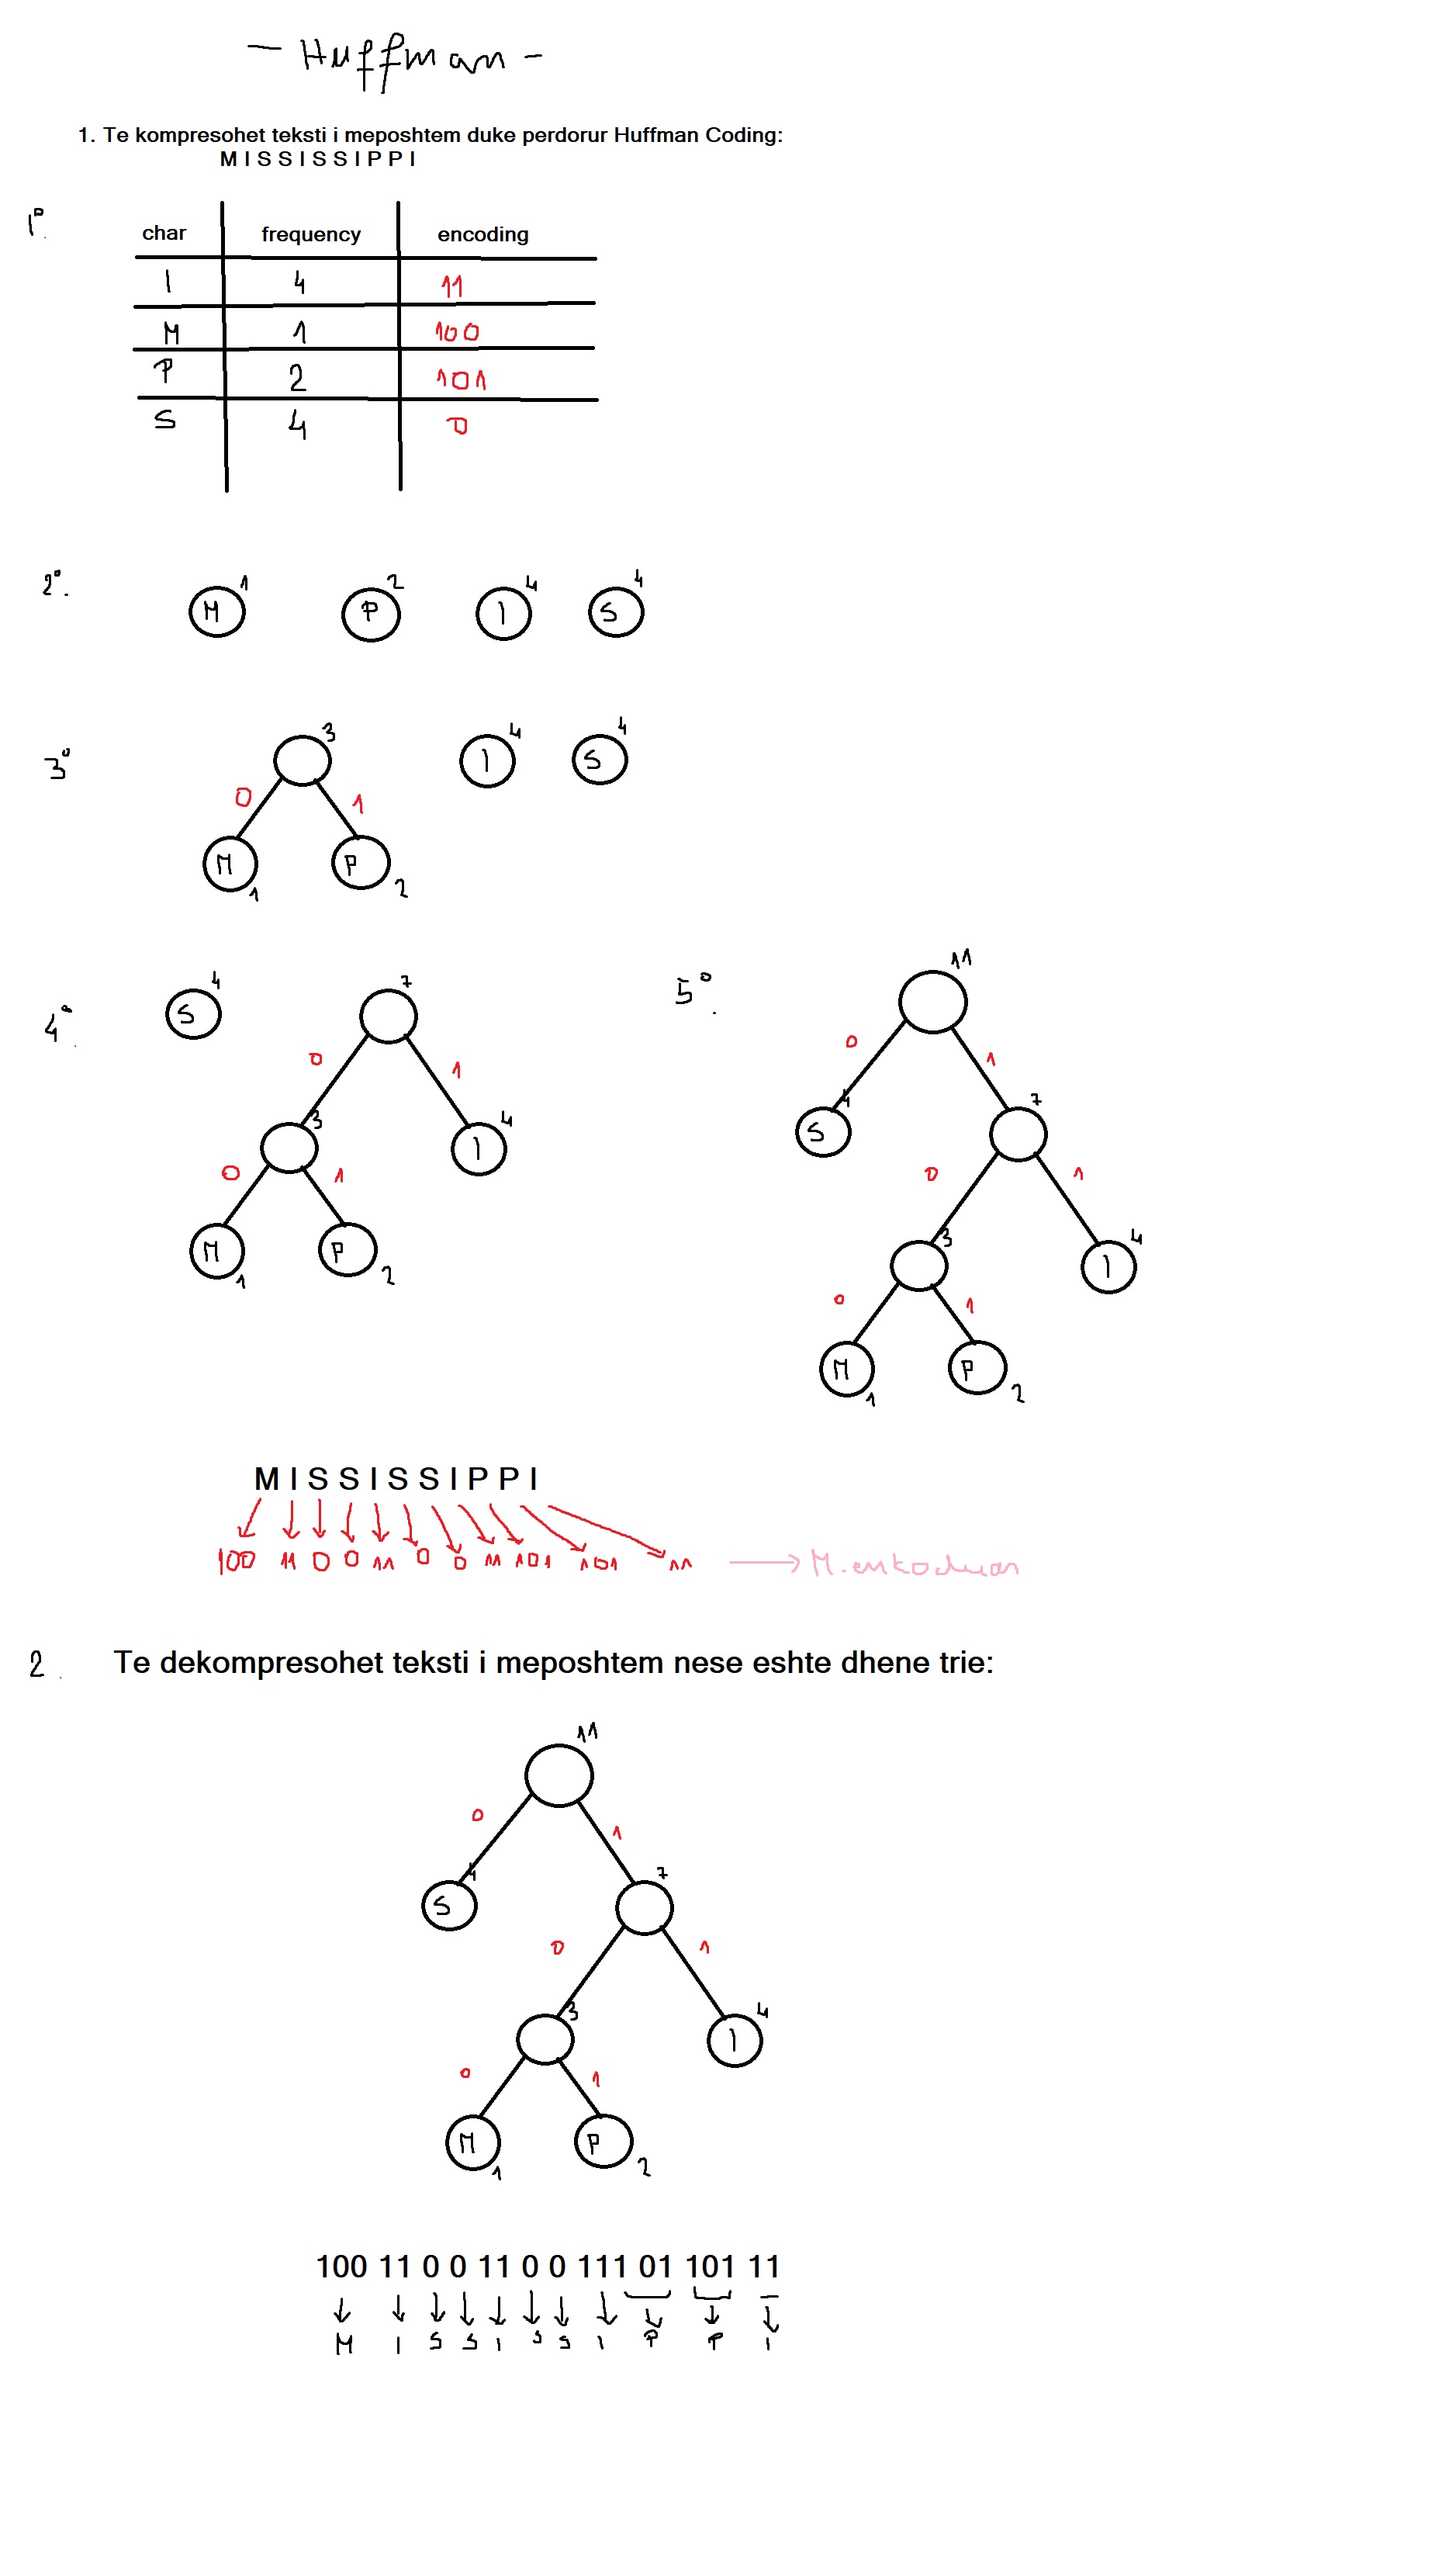 - Huffman -
1. Te kompresohet teksti i meposhtem duke perdorur Huffman Coding:
M I S S I S S I P P I
1°.
char frequency encoding
I 4 11
M 1 100
P 2 101
S 4 0
2°.
M 1 P 2 I 4 S 4
3°
3 I 4 S 4
0 1
M 1 P 2
4°.
S 4 7
0 1
3 I 4
0 1
M 1 P 2
5°.
11
0 1
S 4 7
0 1
3 I 4
0 1
M 1 P 2
M I S S I S S I P P I
100 11 0 0 11 0 0 11 101 101 11 → M. enkoduan
2. Te dekompresohet teksti i meposhtem nese eshte dhene trie:
11
0 1
S 4 7
0 1
3 I 4
0 1
M 1 P 2
100 11 0 0 11 0 0 111 01 101 11
M I S S I S S I P P I